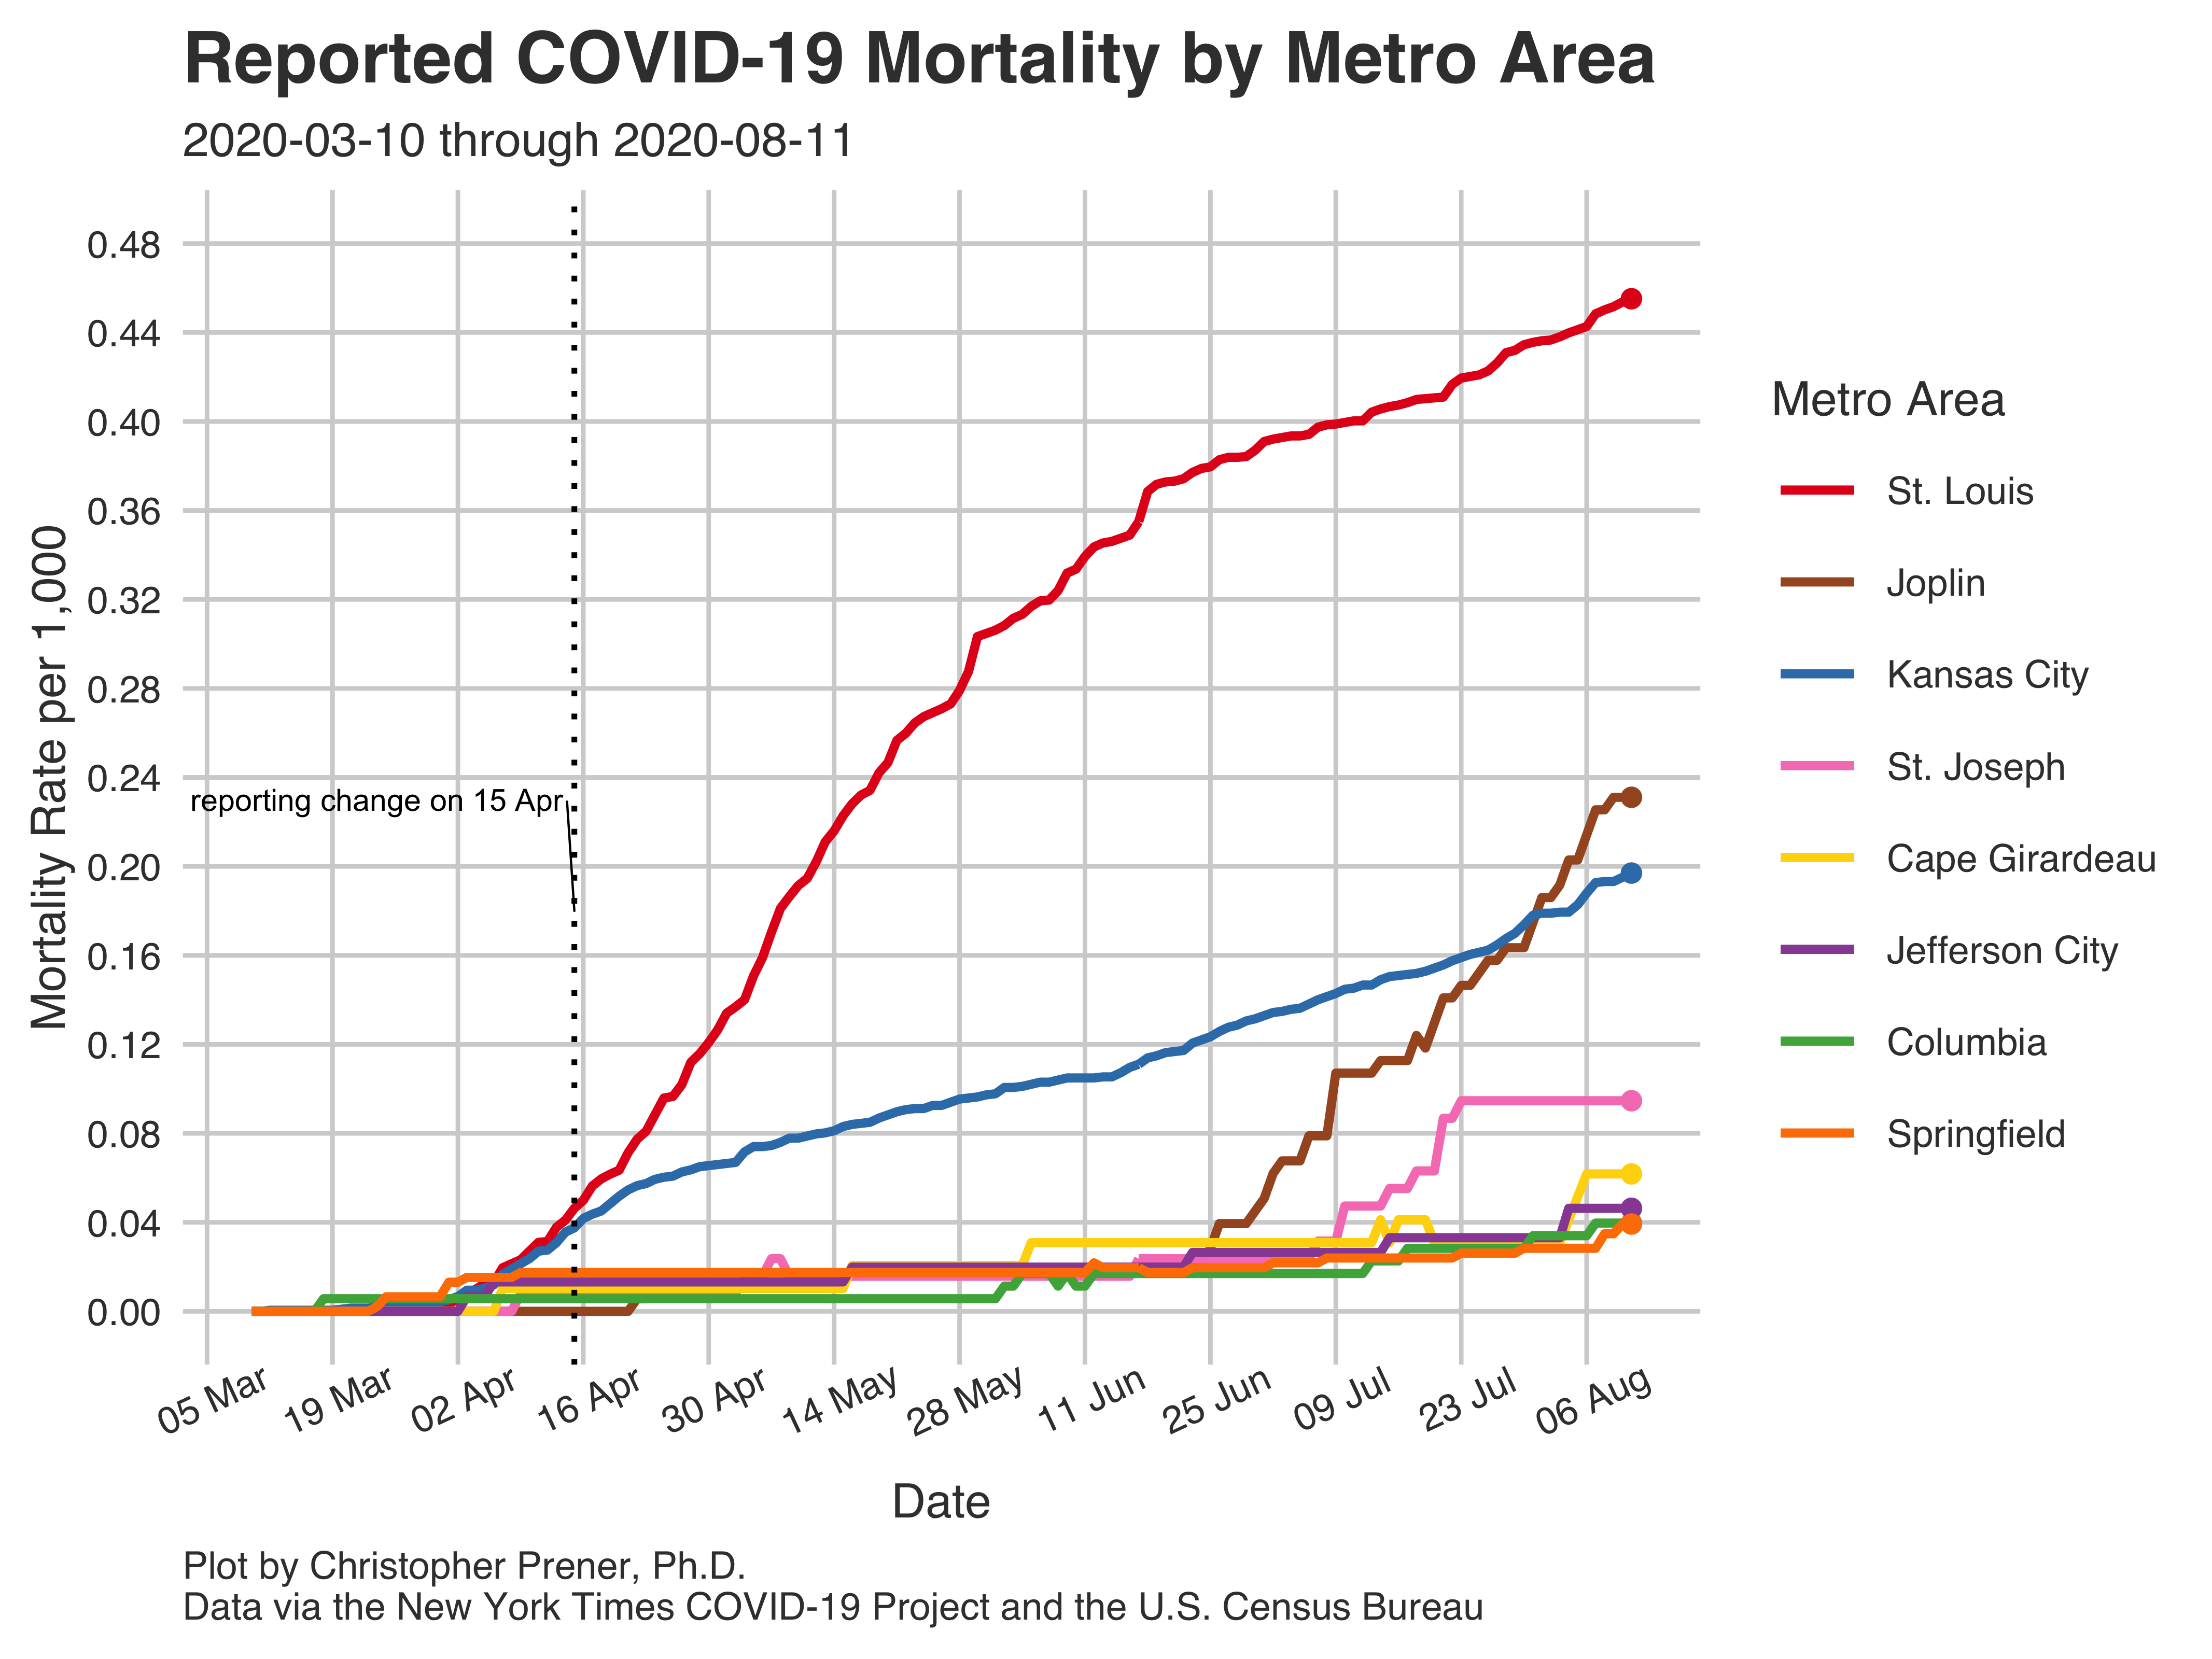 Reported COVID-19 Mortality by Metro Area
2020-03-10 through 2020-08-11
Mortality Rate per 1,000
0.48
0.44
0.40
0.36
0.32
0.28
0.24
0.20
0.16
0.12
0.08
0.04
0.00
reporting change on 15 Apr
05 Mar
19 Mar
02 Apr
16 Apr
30 Apr
14 May
28 May
11 Jun
25 Jun
09 Jul
23 Jul
06 Aug
Date
Metro Area
St. Louis
Joplin
Kansas City
St. Joseph
Cape Girardeau
Jefferson City
Columbia
Springfield
Plot by Christopher Prener, Ph.D.
Data via the New York Times COVID-19 Project and the U.S. Census Bureau